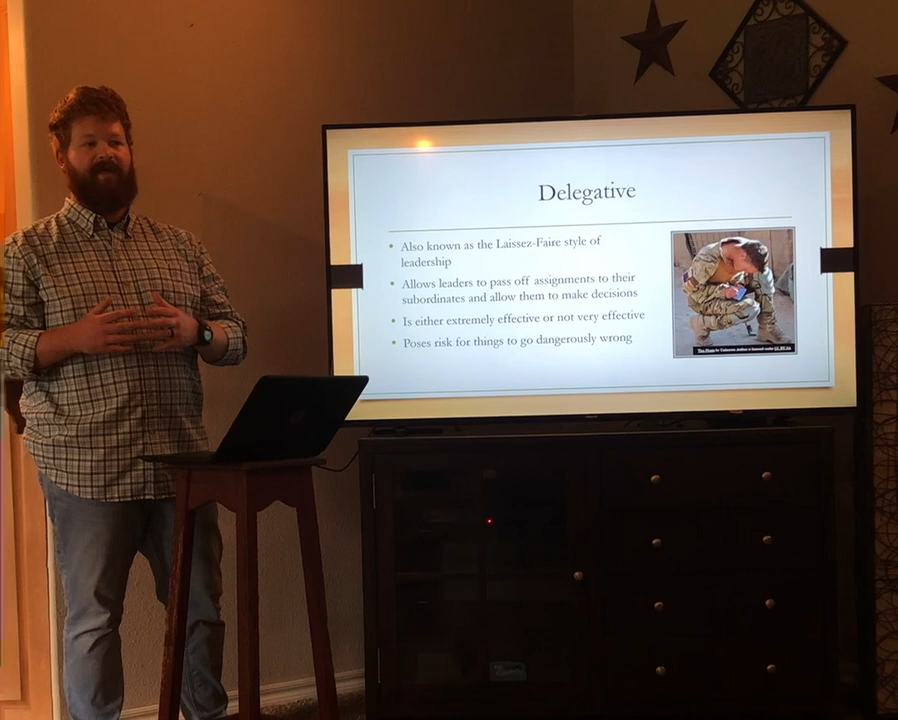 Delegative
• Also known as the Laissez-Faire style of
leadership
• Allows leaders to pass off assignments to their
subordinates and allow them to make decisions
• Is either extremely effective or not very effective
• Poses risk for things to go dangerously wrong